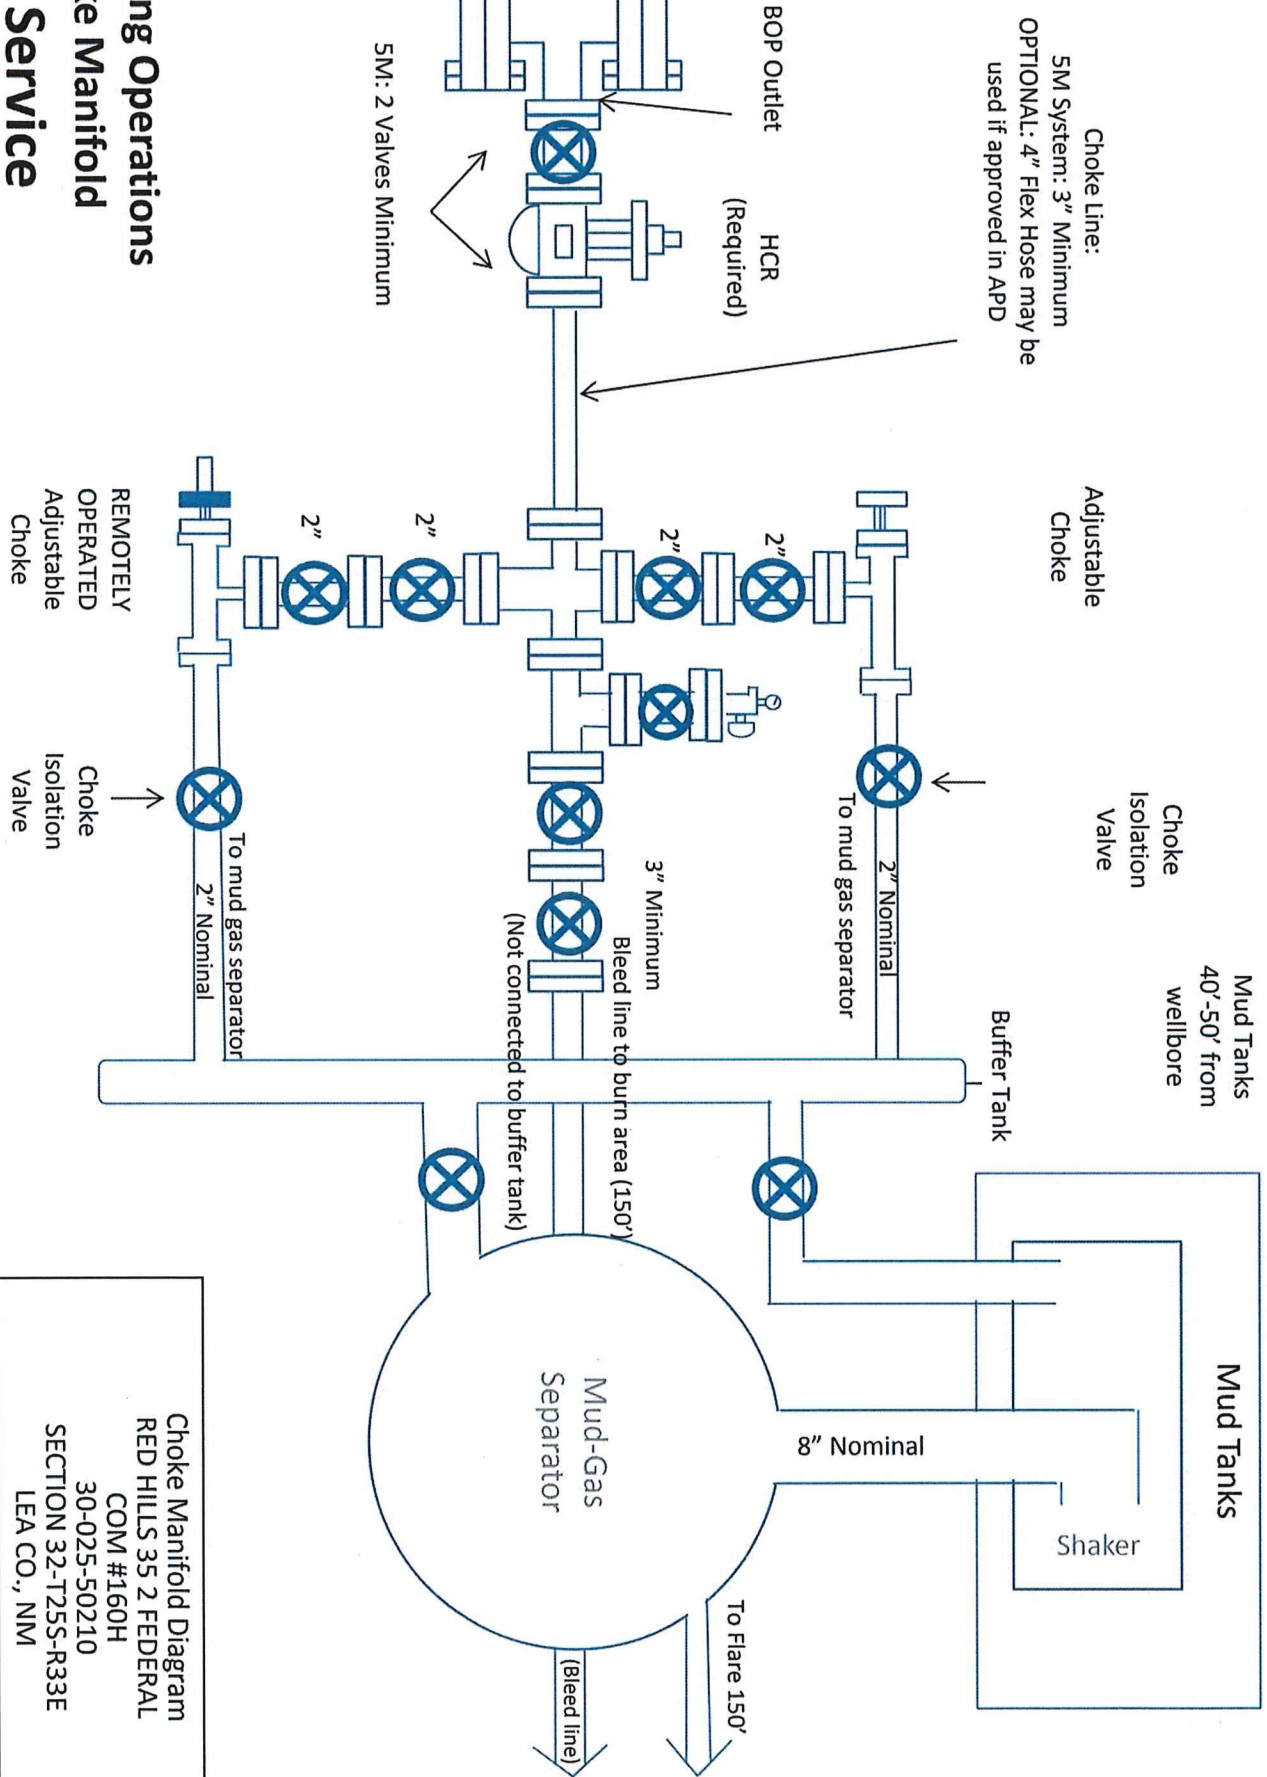 ng Operations
e Manifold
Service
5M: 2 Valves Minimum
BOP Outlet
HCR
(Required)
Choke Line:
5M System: 3" Minimum
OPTIONAL: 4" Flex Hose may be
used if approved in APD
Adjustable
Choke
2"
2"
2"
2"
REMOTELY
OPERATED
Adjustable
Choke
Choke
Isolation
Valve
Choke
Isolation
Valve
2" Nominal
To mud gas separator
3" Minimum
Bleed line to burn area (150')
(Not connected to buffer tank)
To mud gas separator
2" Nominal
Mud Tanks
40'-50' from
wellbore
Buffer Tank
Mud Tanks
Shaker
8" Nominal
Mud-Gas
Separator
To Flare 150'
(Bleed line)
Choke Manifold Diagram
RED HILLS 35 2 FEDERAL
COM #160H
30-025-50210
SECTION 32-T25S-R33E
LEA CO., NM